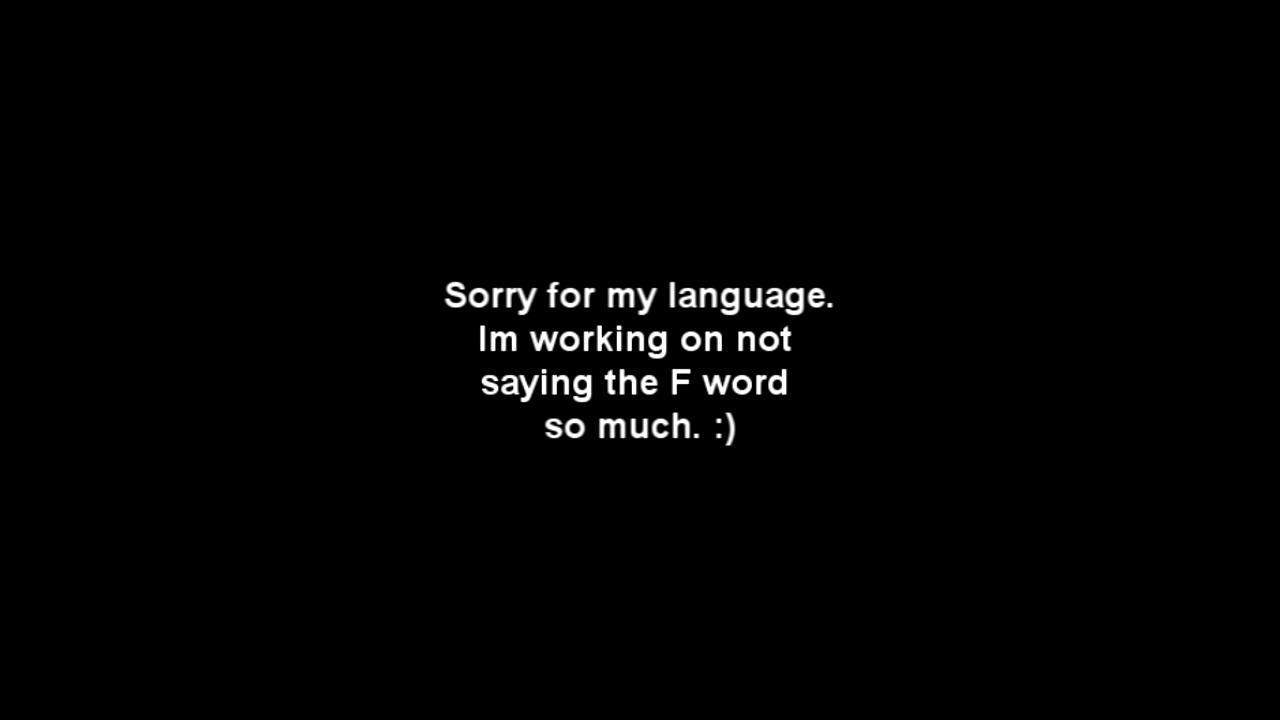 Sorry for my language.
Im working on not
saying the F word
so much. :)